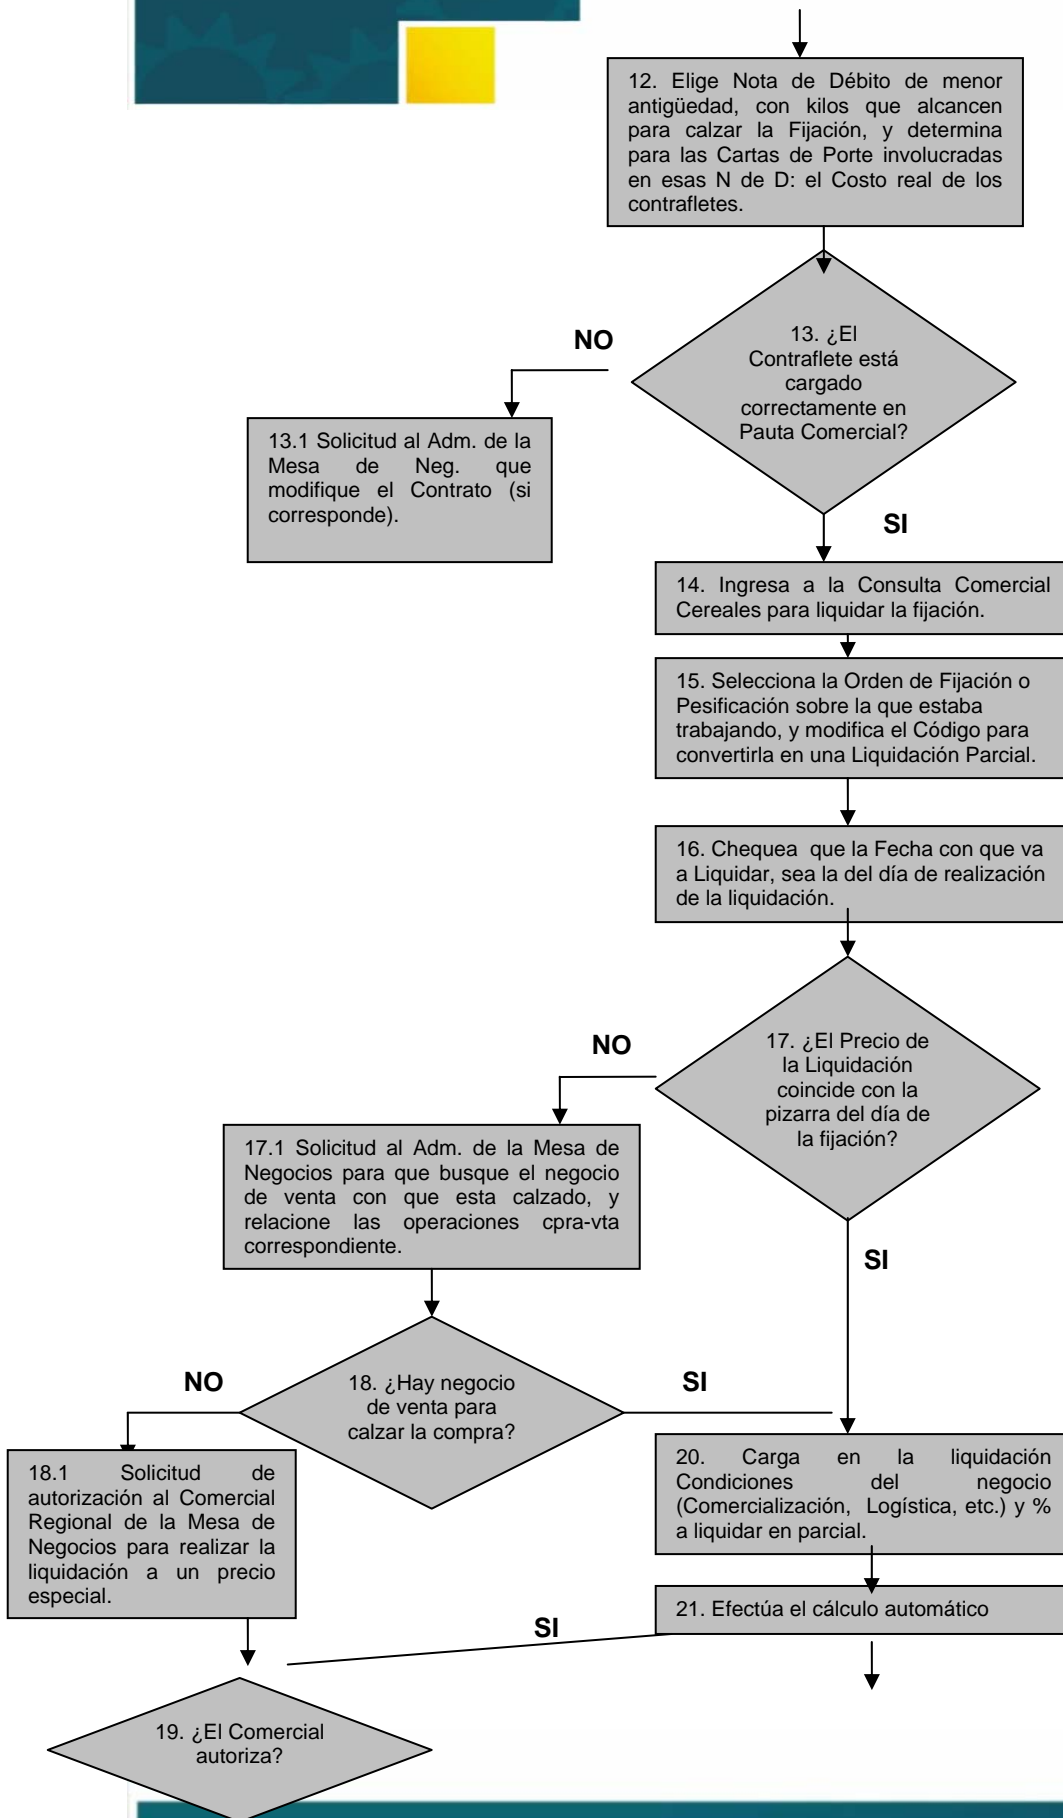 12. Elige Nota de Débito de menor
antigüedad, con kilos que alcancen
para calzar la Fijación, y determina
para las Cartas de Porte involucradas
en esas N de D: el Costo real de los
contrafletes.
13. ¿El
Contraflete está
cargado
correctamente en
Pauta Comercial?
NO
13.1 Solicitud al Adm. de la
Mesa de Neg. que
modifique el Contrato (si
corresponde).
SI
14. Ingresa a la Consulta Comercial
Cereales para liquidar la fijación.
15. Selecciona la Orden de Fijación o
Pesificación sobre la que estaba
trabajando, y modifica el Código para
convertirla en una Liquidación Parcial.
16. Chequea que la Fecha con que va
a Liquidar, sea la del día de realización
de la liquidación.
17. ¿El Precio de
la Liquidación
coincide con la
pizarra del día de
la fijación?
NO
17.1 Solicitud al Adm. de la Mesa de
Negocios para que busque el negocio
de venta con que esta calzado, y
relacione las operaciones cpra-vta
correspondiente.
SI
18. ¿Hay negocio
de venta para
calzar la compra?
NO
SI
18.1 Solicitud de
autorización al Comercial
Regional de la Mesa de
Negocios para realizar la
liquidación a un precio
especial.
20. Carga en la liquidación
Condiciones del negocio
(Comercialización, Logística, etc.) y %
a liquidar en parcial.
21. Efectúa el cálculo automático
SI
19. ¿El Comercial
autoriza?